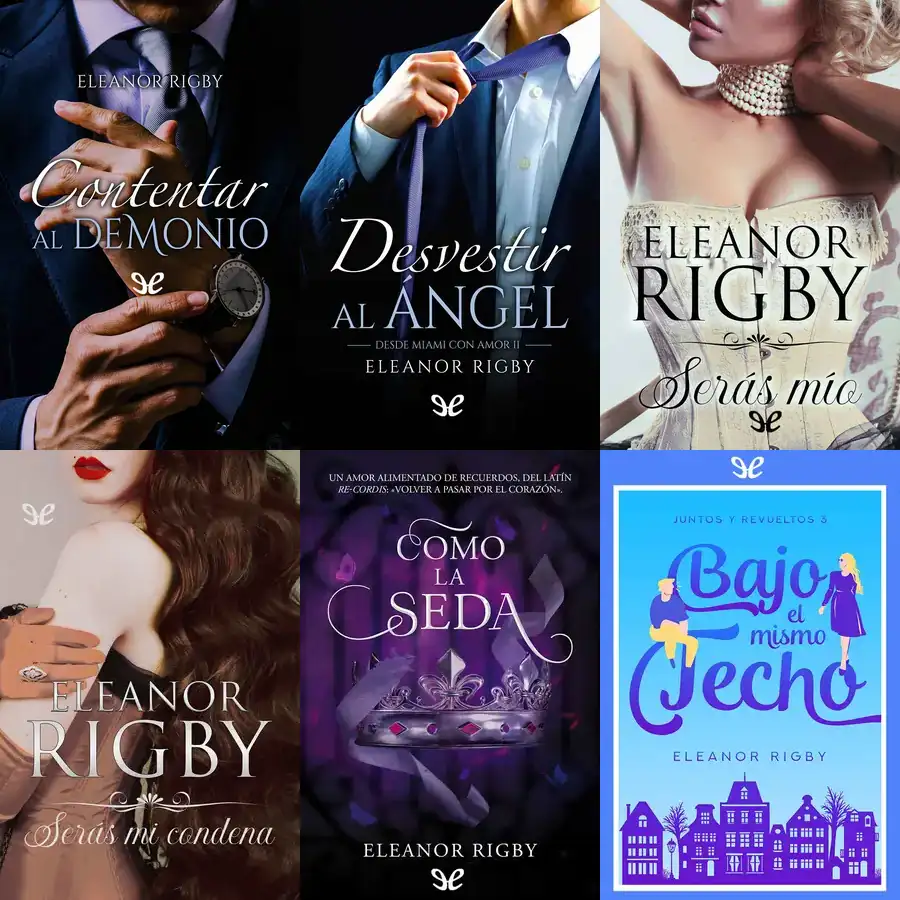 ELEANOR RIGBY
Contentar
AL DEMONIO
Desvestir
AL ÁNGEL
DESDE MIAMI CON AMOR II
ELEANOR RIGBY
ELEANOR
RIGBY
Serás mío
ELEANOR
RIGBY
Serás mi condena
UN AMOR ALIMENTADO DE RECUERDOS, DEL LATÍN
RE-CORDIS: «VOLVER A PASAR POR EL CORAZÓN».
COMO
LA
SEDA
ELEANOR RIGBY
JUNTOS Y REVUELTOS 3
Bajo
el
mismo
Techo
ELEANOR RIGBY